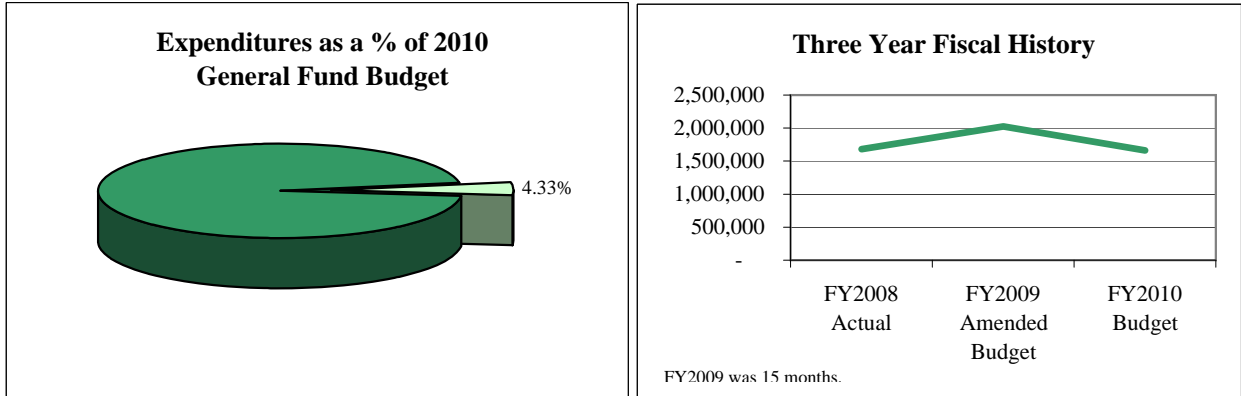 Expenditures as a % of 2010
General Fund Budget
4.33%
Three Year Fiscal History
2,500,000
2,000,000
1,500,000
1,000,000
500,000
-
FY2008
Actual
FY2009
Amended
Budget
FY2010
Budget
FY2009 was 15 months.